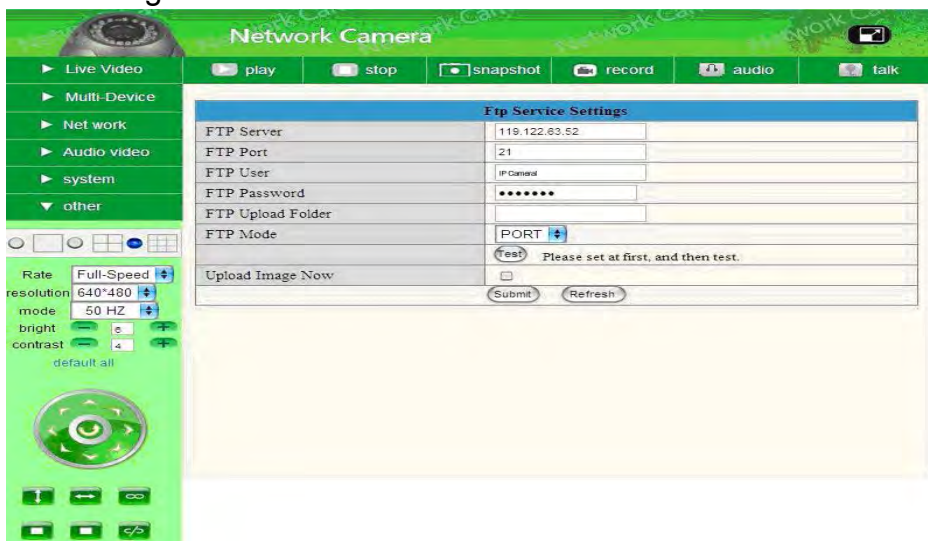 Network Camera
Live Video
play
stop
snapshot
record
audio
talk
Multi-Device
Net work
Audio video
system
other
Ftp Service Settings
FTP Server 119.122.63.52
FTP Port 21
FTP User IPCameral
FTP Password •••••••
FTP Upload Folder
FTP Mode PORT
Test Please set at first, and then test.
Upload Image Now
Submit Refresh
Rate Full-Speed
resolution 640*480
mode 50 HZ
bright 6
contrast 4
default all